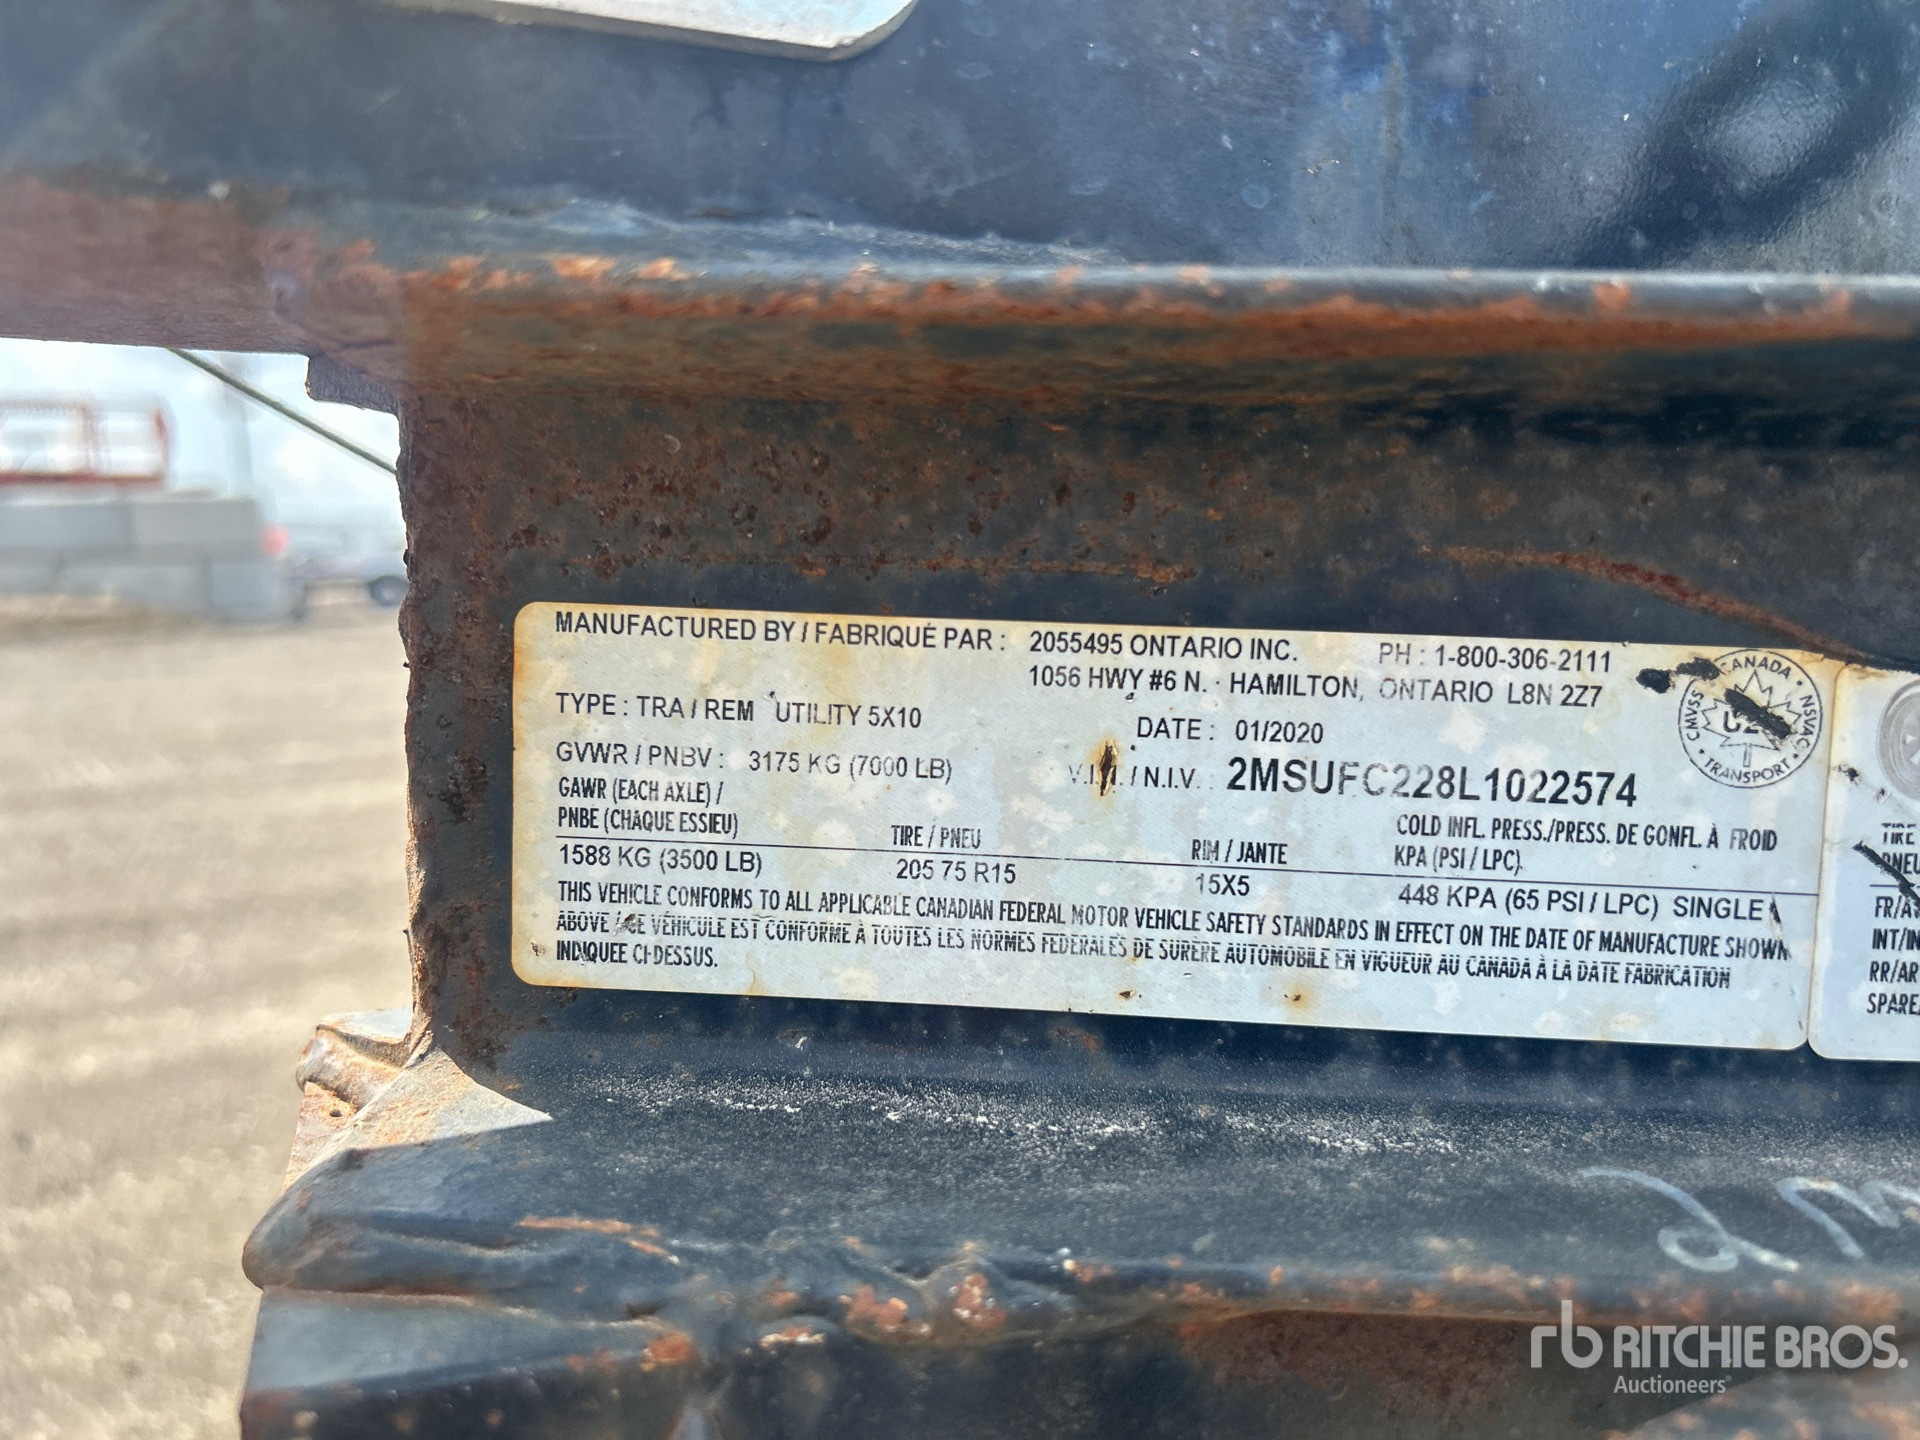 MANUFACTURED BY / FABRIQUÉ PAR : 2055495 ONTARIO INC. PH : 1-800-306-2111
1056 HWY #6 N. · HAMILTON, ONTARIO L8N 2Z7
TYPE : TRA / REM UTILITY 5X10
DATE : 01/2020
GVWR / PNBV : 3175 KG (7000 LB)
V.I.N. / N.I.V. : 2MSUFC228L1022574
GAWR (EACH AXLE) /
PNBE (CHAQUE ESSIEU) TIRE / PNEU RIM / JANTE
COLD INFL. PRESS./PRESS. DE GONFL. À FROID
KPA (PSI / LPC)
1588 KG (3500 LB) 205 75 R15 15X5 448 KPA (65 PSI / LPC) SINGLE
THIS VEHICLE CONFORMS TO ALL APPLICABLE CANADIAN FEDERAL MOTOR VEHICLE SAFETY STANDARDS IN EFFECT ON THE DATE OF MANUFACTURE SHOWN
ABOVE / CE VÉHICULE EST CONFORME À TOUTES LES NORMES FEDERALES DE SURERE AUTOMOBILE EN VIGUEUR AU CANADA À LA DATE FABRICATION
INDIQUEE CI-DESSUS.
CANADA · NSVAC · TRANSPORT · CMVSS
TIRE
PNEU
FR/AV
INT/IN
RR/AR
SPARE/
2M
rb RITCHIE BROS.
Auctioneers